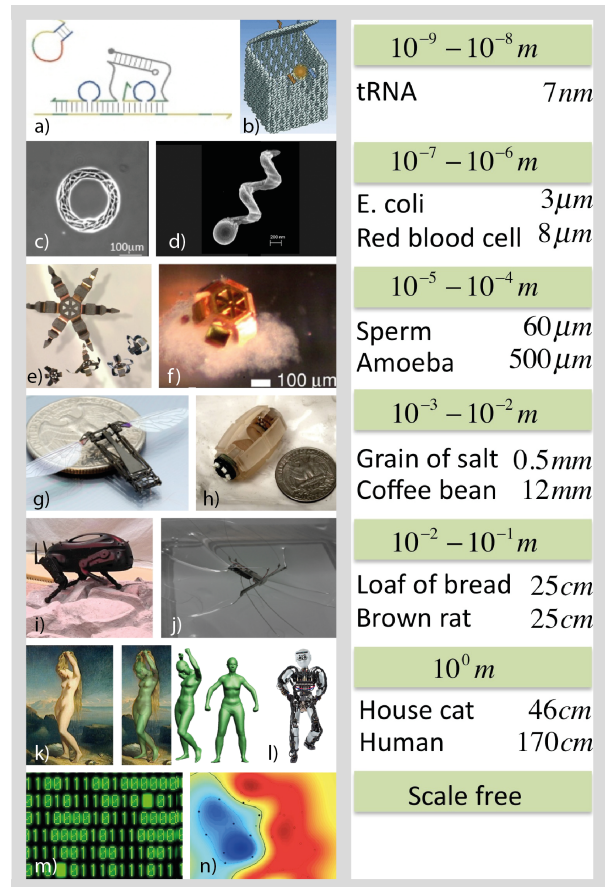 a)
b)
10⁻⁹ – 10⁻⁸ m
tRNA 7nm
c)
100µm
d)
200 nm
10⁻⁷ – 10⁻⁶ m
E. coli 3µm
Red blood cell 8µm
e)
f)
100 µm
10⁻⁵ – 10⁻⁴ m
Sperm 60µm
Amoeba 500µm
g)
h)
10⁻³ – 10⁻² m
Grain of salt 0.5mm
Coffee bean 12mm
i)
j)
10⁻² – 10⁻¹ m
Loaf of bread 25cm
Brown rat 25cm
k)
l)
10⁰ m
House cat 46cm
Human 170cm
m)
n)
Scale free